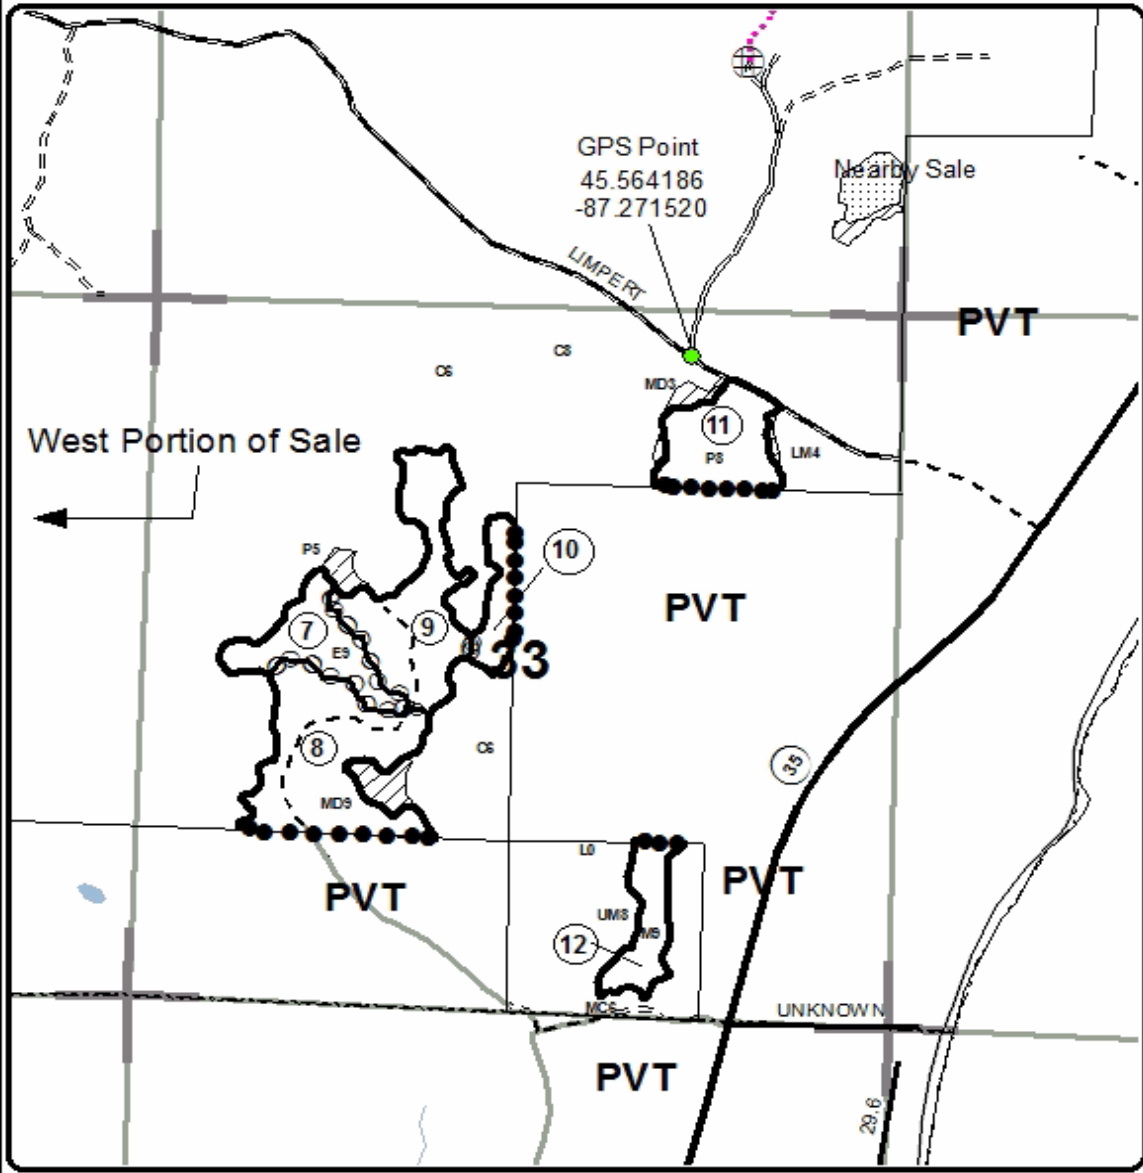 GPS Point
45.564186
-87.271520
Nearby Sale
LIMPERT
PVT
C8
C6
MD3
11
West Portion of Sale
P8
LM4
P5
10
PVT
7
9
E9
33
8
C6
35
MD9
L0
PVT
PVT
UM8
M9
12
MC6
UNKNOWN
PVT
29.6